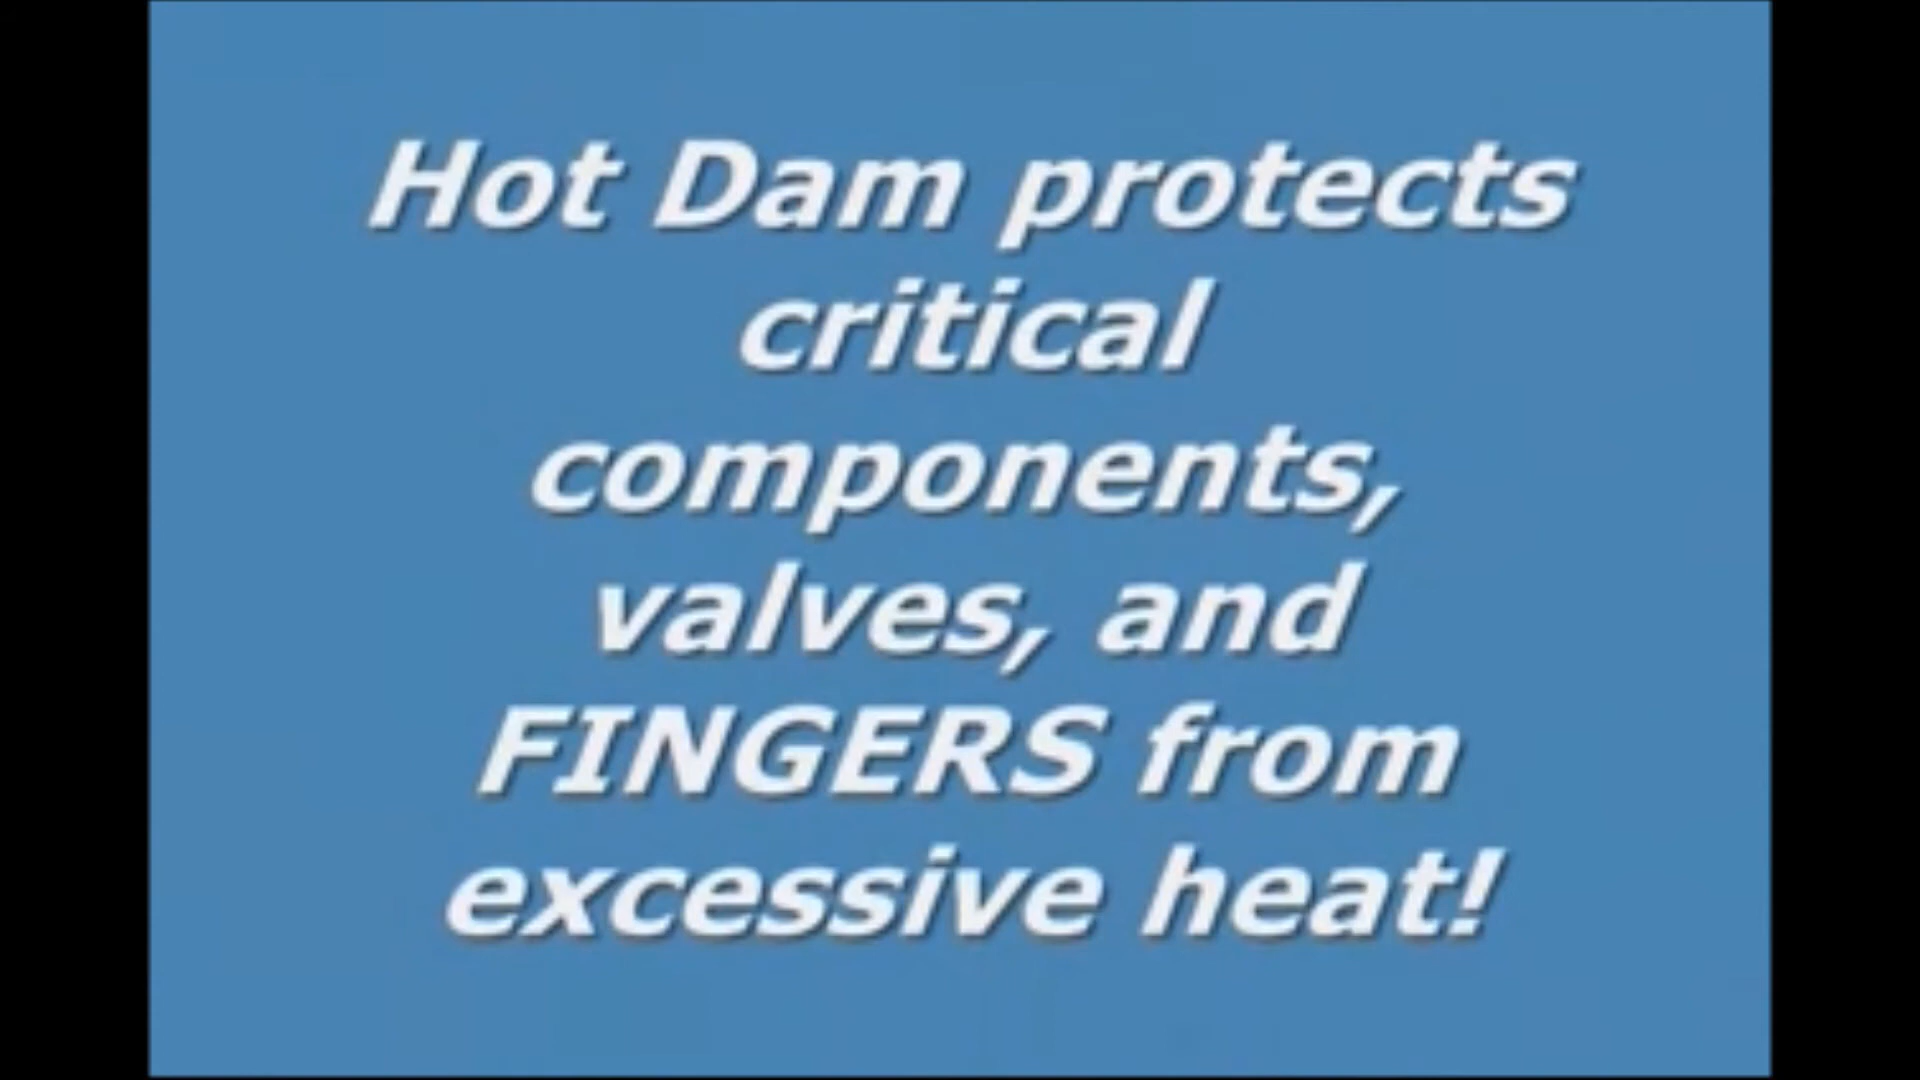 Hot Dam protects
critical
components,
valves, and
FINGERS from
excessive heat!